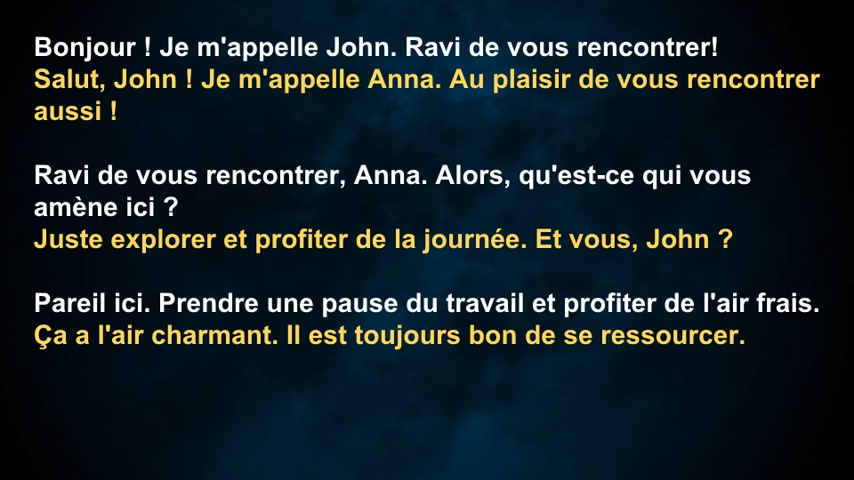 Bonjour ! Je m'appelle John. Ravi de vous rencontrer!
Salut, John ! Je m'appelle Anna. Au plaisir de vous rencontrer
aussi !
Ravi de vous rencontrer, Anna. Alors, qu'est-ce qui vous
amène ici ?
Juste explorer et profiter de la journée. Et vous, John ?
Pareil ici. Prendre une pause du travail et profiter de l'air frais.
Ça a l'air charmant. Il est toujours bon de se ressourcer.